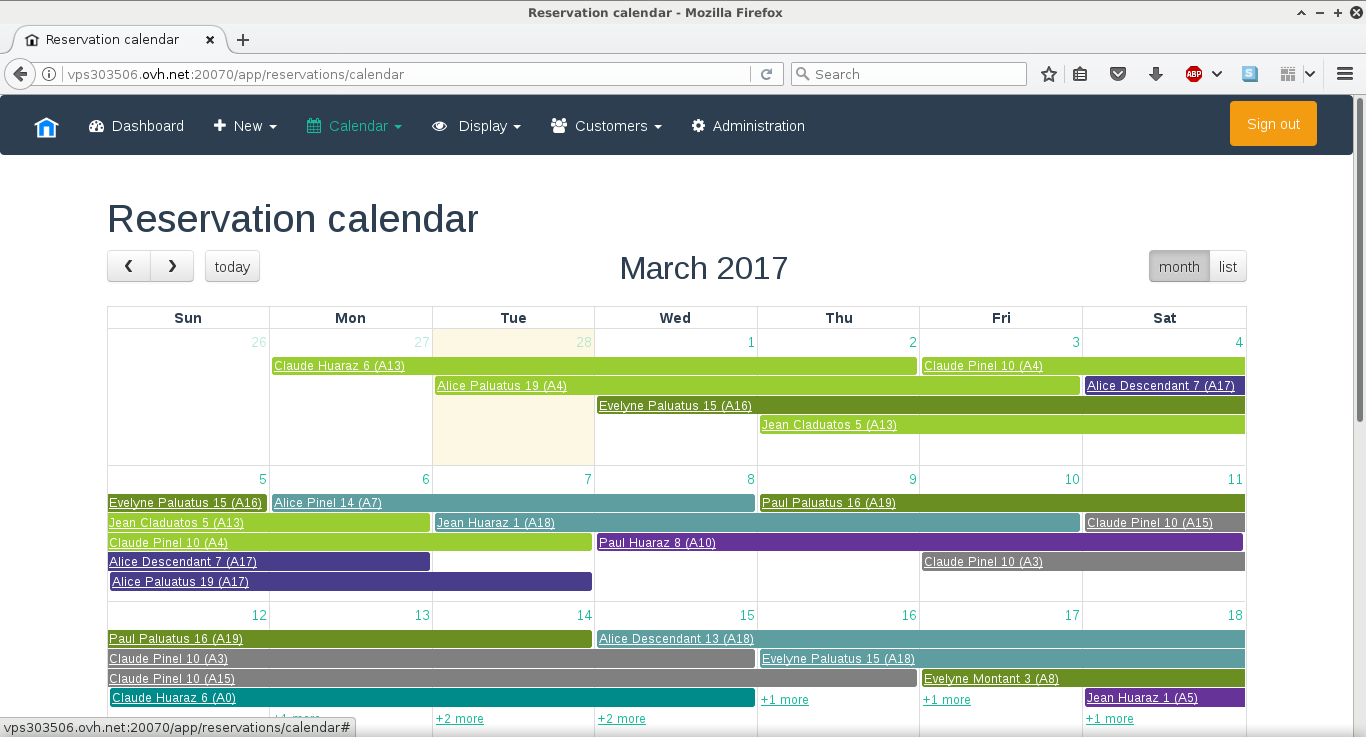 Reservation calendar - Mozilla Firefox
Reservation calendar
vps303506.ovh.net:20070/app/reservations/calendar
Search
ABP
S
Dashboard
New
Calendar
Display
Customers
Administration
Sign out
Reservation calendar
today
March 2017
month
list
Sun Mon Tue Wed Thu Fri Sat
26 27 28 1 2 3 4
Claude Huaraz 6 (A13) Claude Pinel 10 (A4)
Alice Paluatus 19 (A4) Alice Descendant 7 (A17)
Evelyne Paluatus 15 (A16)
Jean Claduatos 5 (A13)
5 6 7 8 9 10 11
Evelyne Paluatus 15 (A16) Alice Pinel 14 (A7) Paul Paluatus 16 (A19)
Jean Claduatos 5 (A13) Jean Huaraz 1 (A18) Claude Pinel 10 (A15)
Claude Pinel 10 (A4) Paul Huaraz 8 (A10)
Alice Descendant 7 (A17) Claude Pinel 10 (A3)
Alice Paluatus 19 (A17)
12 13 14 15 16 17 18
Paul Paluatus 16 (A19) Alice Descendant 13 (A18)
Claude Pinel 10 (A3) Evelyne Paluatus 15 (A18)
Claude Pinel 10 (A15) Evelyne Montant 3 (A8)
Claude Huaraz 6 (A0) +1 more +1 more Jean Huaraz 1 (A5)
+2 more +2 more +1 more
vps303506.ovh.net:20070/app/reservations/calendar#